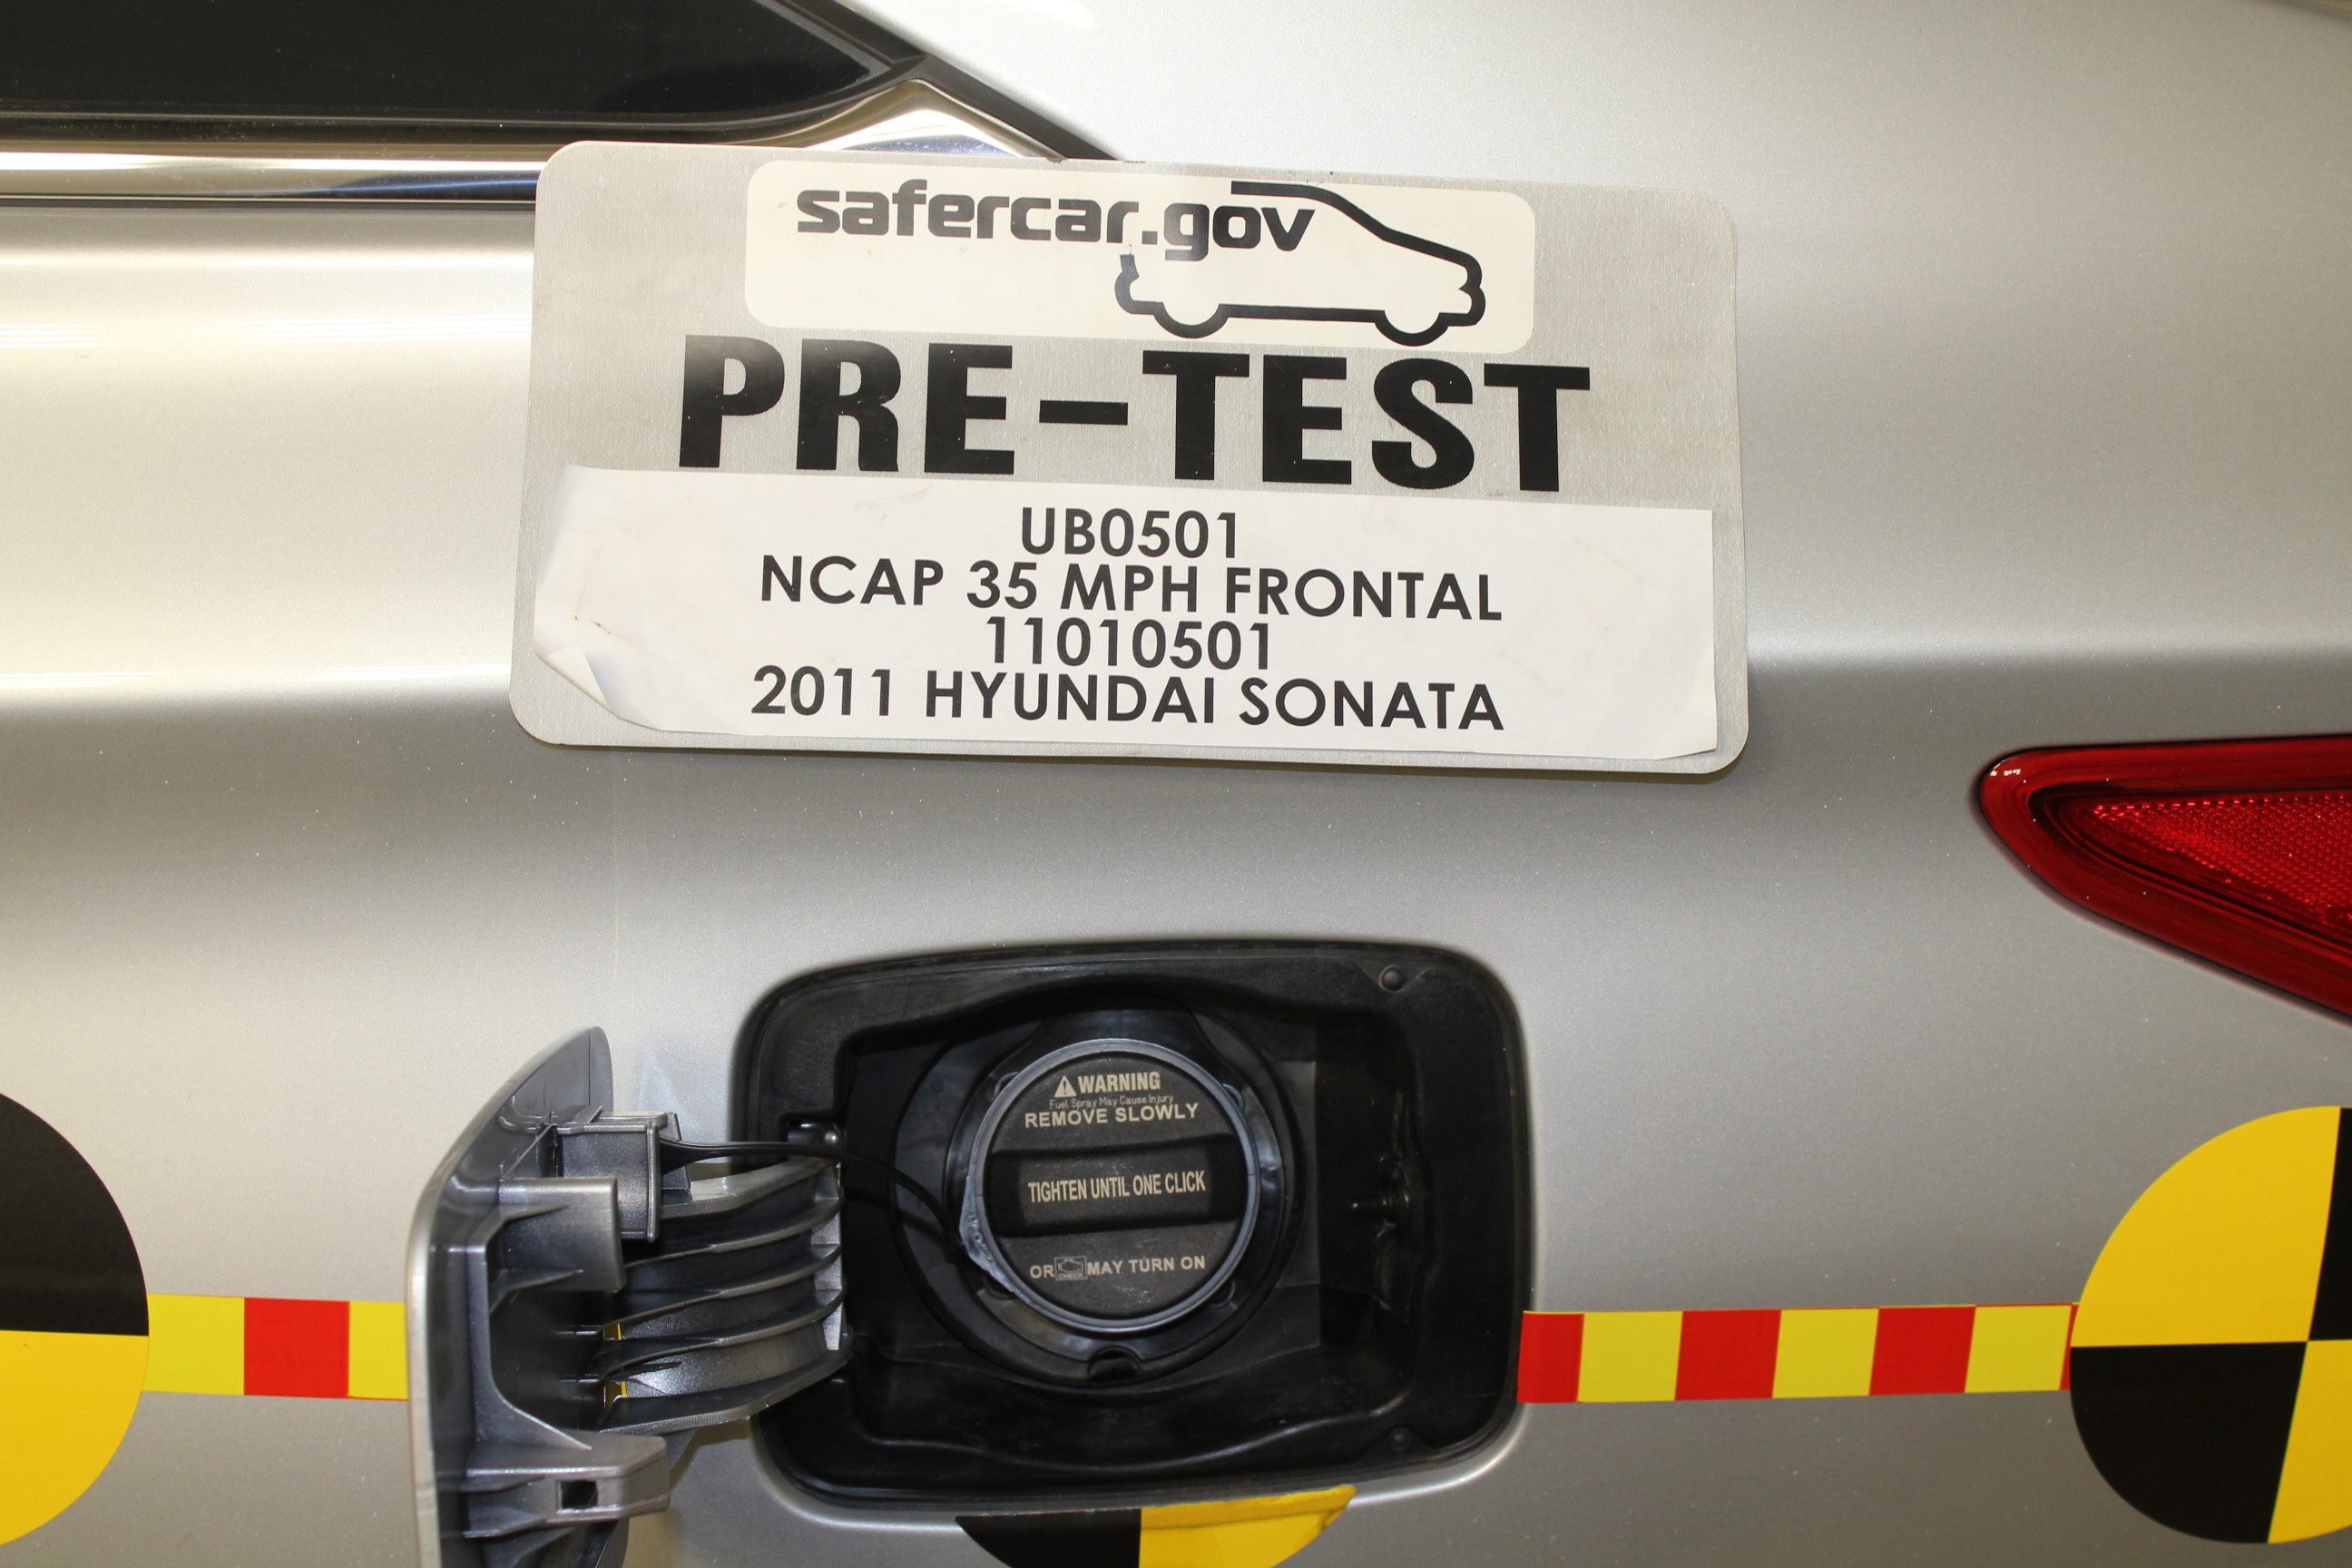 safercar.gov
PRE-TEST
UB0501
NCAP 35 MPH FRONTAL
11010501
2011 HYUNDAI SONATA
WARNING
Fuel Spray May Cause Injury
REMOVE SLOWLY
TIGHTEN UNTIL ONE CLICK
OR CHECK MAY TURN ON